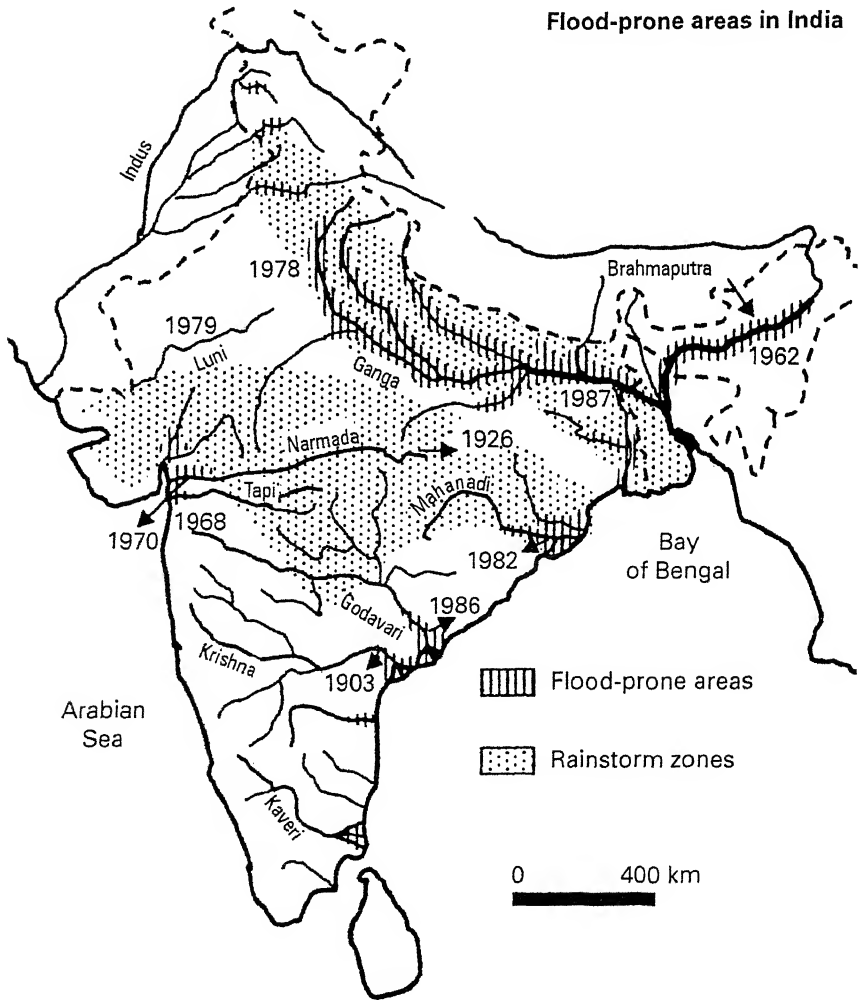 Flood-prone areas in India
Indus
Brahmaputra
1978
1979
Luni
Ganga
1962
1987
Narmada
1926
Tapi
Mahanadi
1970
1968
1982
Bay
of Bengal
1986
Godavari
Krishna
1903
Flood-prone areas
Arabian
Sea
Rainstorm zones
Kaveri
0 400 km